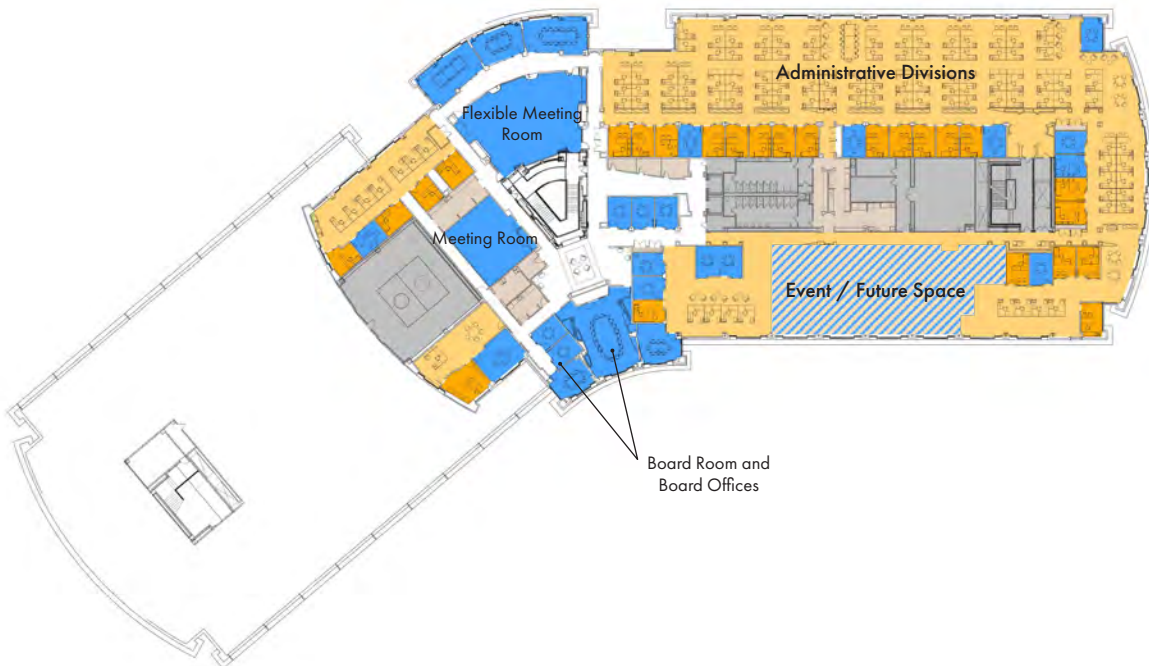 Administrative Divisions
Flexible Meeting
Room
Meeting Room
Event / Future Space
Board Room and
Board Offices